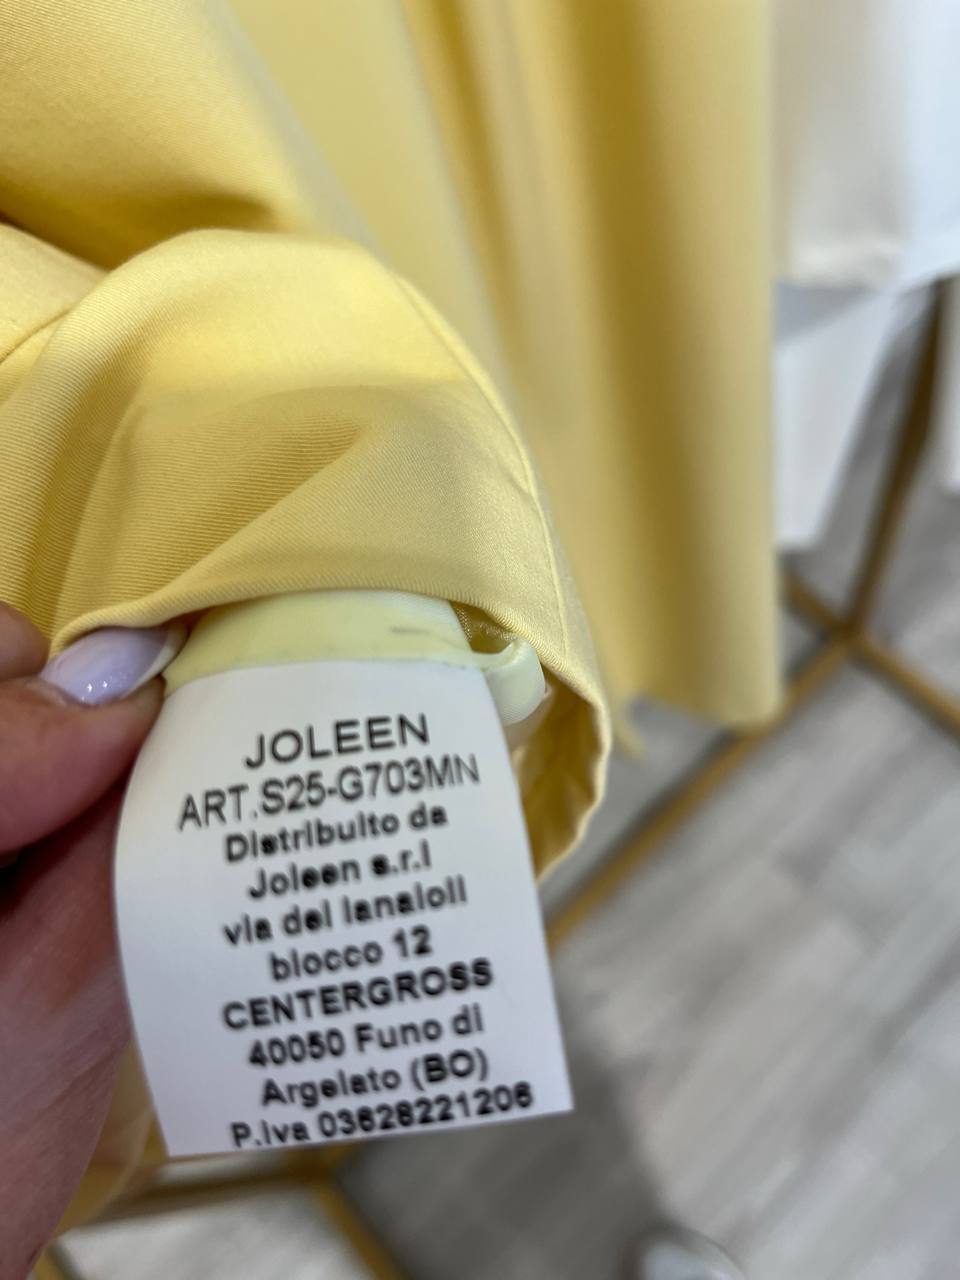 JOLEEN
ART.S25-G703MN
Distribuito da
Joleen s.r.l
via dei lanaioli
blocco 12
CENTERGROSS
40050 Funo di
Argelato (BO)
P.Iva 03628221206